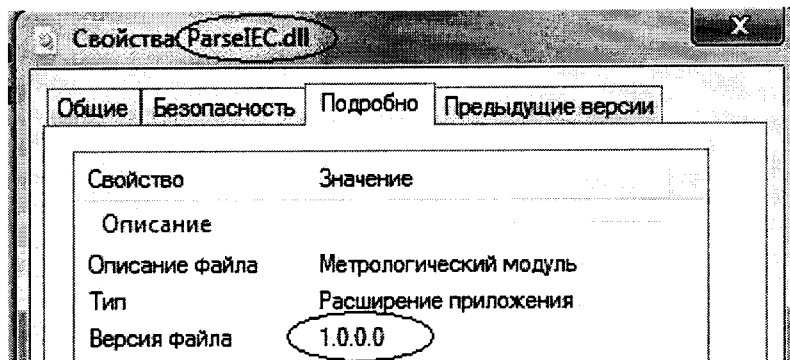 Свойства: ParseIEC.dll
Общие Безопасность Подробно Предыдущие версии
Свойство Значение
Описание
Описание файла Метрологический модуль
Тип Расширение приложения
Версия файла 1.0.0.0